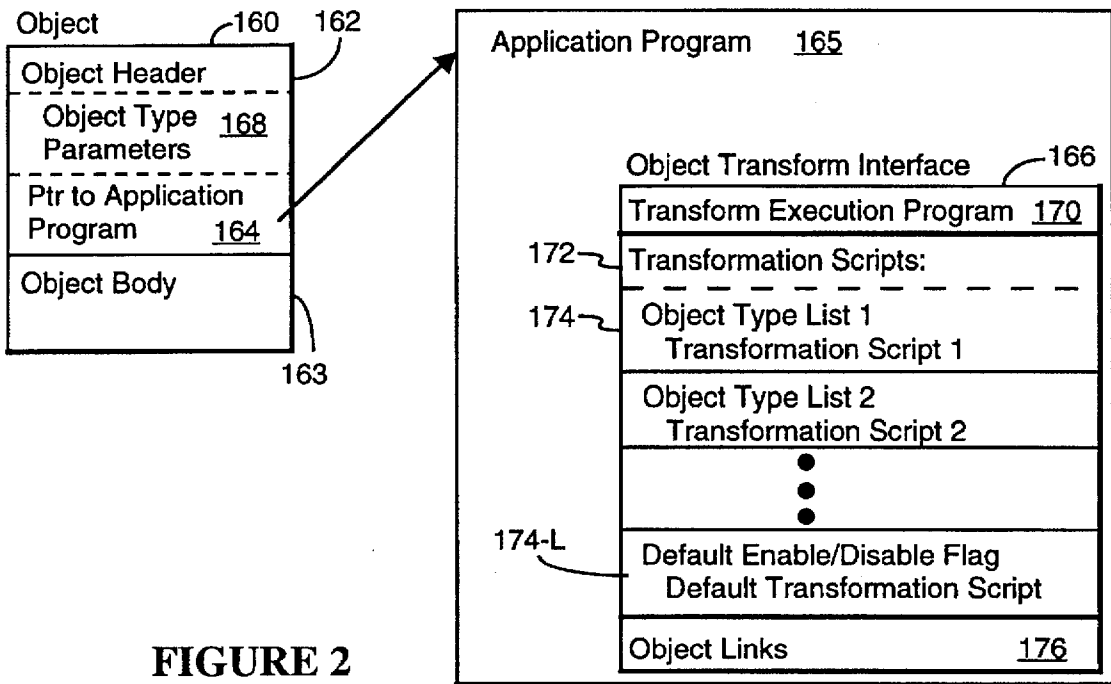 Object
160
162
Object Header
Object Type
Parameters
168
Ptr to Application
Program
164
Object Body
163
Application Program 165
Object Transform Interface
166
Transform Execution Program 170
172
Transformation Scripts:
174
Object Type List 1
Transformation Script 1
Object Type List 2
Transformation Script 2
174-L
Default Enable/Disable Flag
Default Transformation Script
Object Links 176
FIGURE 2